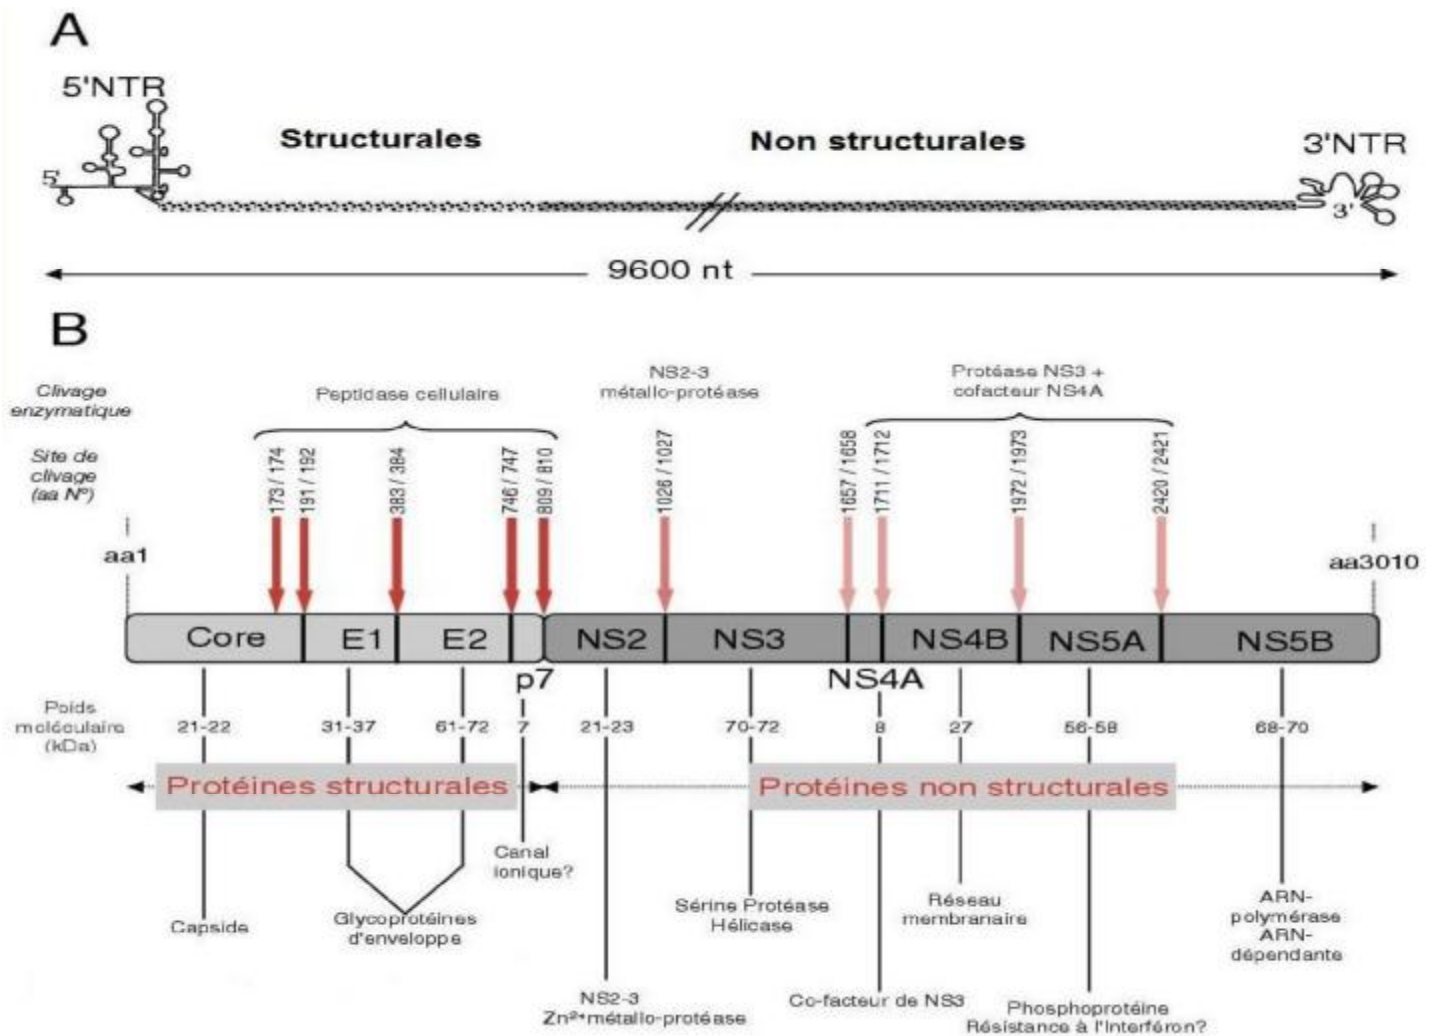 A
5'NTR
Structurales
Non structurales
3'NTR
5'
3'
9600 nt
B
Clivage
enzymatique
Peptidase cellulaire
NS2-3
métallo-protéase
Protéase NS3 +
cofacteur NS4A
Site de
clivage
(aa Nº)
173 / 174
191 / 192
383 / 384
746 / 747
809 / 810
1026 / 1027
1657 / 1658
1711 / 1712
1972 / 1973
2420 / 2421
aa1
aa3010
Core
E1
E2
NS2
NS3
NS4B
NS5A
NS5B
p7
NS4A
Poids
moléculaire
(kDa)
21-22
31-37
61-72
7
21-23
70-72
8
27
56-58
68-70
Protéines structurales
Protéines non structurales
Canal
ionique?
Capside
Glycoprotéines
d'enveloppe
Sérine Protéase
Hélicase
Réseau
membranaire
ARN-
polymérase
ARN-
dépendante
NS2-3
Zn²⁺métallo-protéase
Co-facteur de NS3
Phosphoprotéine
Résistance à l'Interféron?